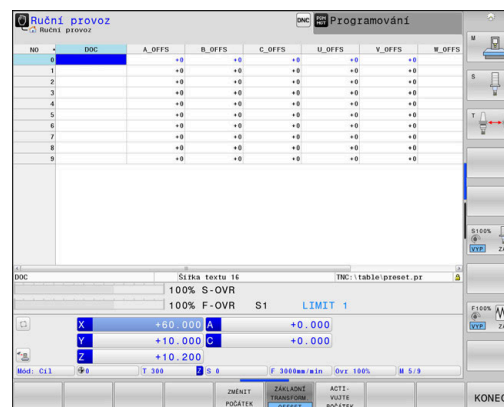 Ruční provoz DNC Programování
Ruční provoz
NO DOC A_OFFS B_OFFS C_OFFS U_OFFS V_OFFS W_OFFS
0 +0 +0 +0 +0 +0
1 +0 +0 +0 +0 +0
2 +0 +0 +0 +0 +0
3 +0 +0 +0 +0 +0
4 +0 +0 +0 +0 +0
5 +0 +0 +0 +0 +0
6 +0 +0 +0 +0 +0
7 +0 +0 +0 +0 +0
8 +0 +0 +0 +0 +0
9 +0 +0 +0 +0 +0
M
S
T
S100%
VYP
DOC Šířka textu 16 TNC:\table\preset.pr
100% S-OVR
100% F-OVR S1 LIMIT 1
F100%
VYP
X +60.000 A +0.000
Y +10.000 C +0.000
Z +10.200
Mód: Cíl 0 T 300 Z S 0 F 3000mm/min Ovr 100% M 5/9
ZMĚNIT POČÁTEK
ZÁKLADNÍ TRANSFORM. OFFSET
ACTI- VUJTE POČÁTEK
KONE